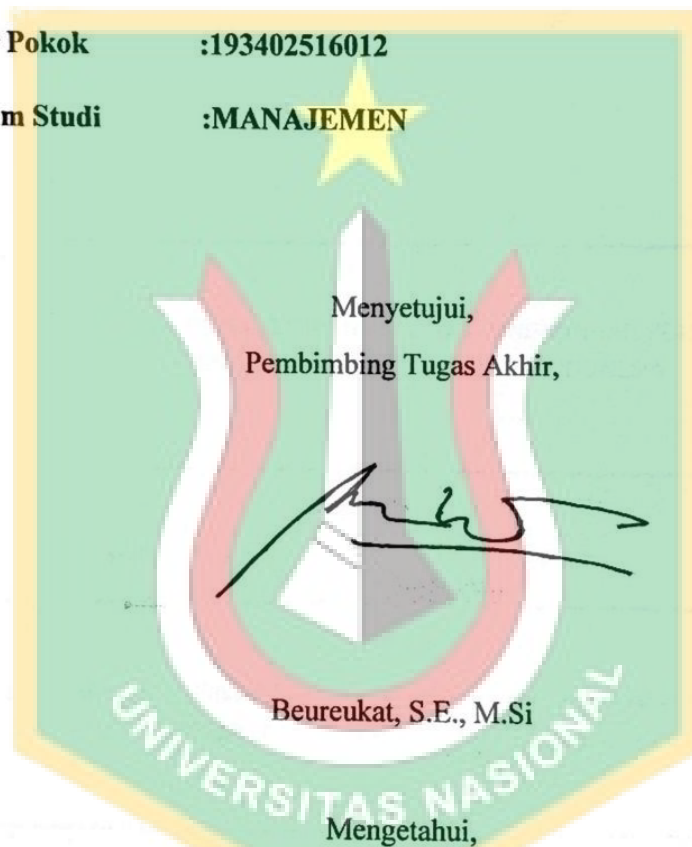 Pokok :193402516012
m Studi :MANAJEMEN
Menyetujui,
Pembimbing Tugas Akhir,
Beureukat, S.E., M.Si
UNIVERSITAS NASIONAL
Mengetahui,